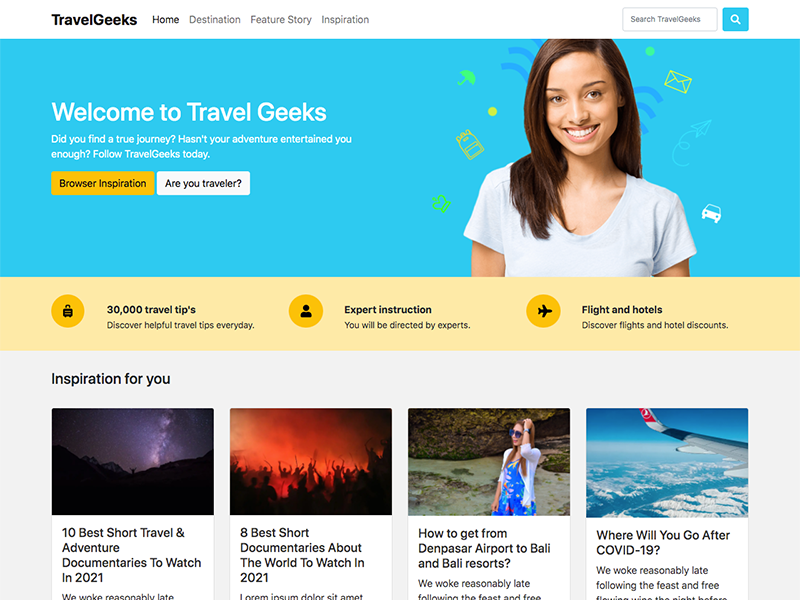 TravelGeeks Home Destination Feature Story Inspiration Search TravelGeeks
Welcome to Travel Geeks
Did you find a true journey? Hasn't your adventure entertained you
enough? Follow TravelGeeks today.
Browser Inspiration Are you traveler?
30,000 travel tip's
Discover helpful travel tips everyday.
Expert instruction
You will be directed by experts.
Flight and hotels
Discover flights and hotel discounts.
Inspiration for you
10 Best Short Travel &
Adventure
Documentaries To Watch
In 2021
We woke reasonably late
8 Best Short
Documentaries About
The World To Watch In
2021
Lorem ipsum dolor sit amet
How to get from
Denpasar Airport to Bali
and Bali resorts?
We woke reasonably late
following the feast and free
Where Will You Go After
COVID-19?
We woke reasonably late
following the feast and free
flowing wine the night before